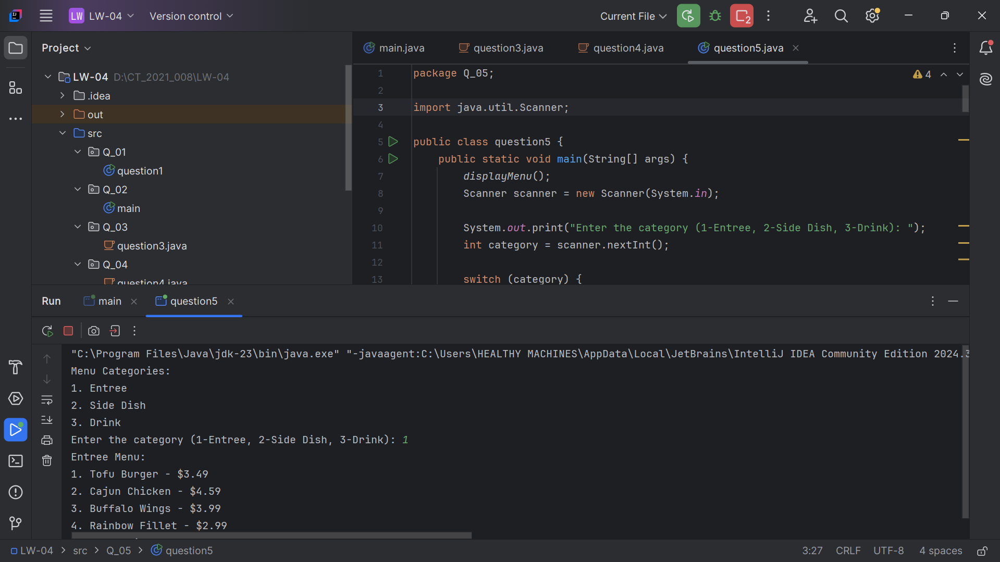 LW LW-04 Version control Current File 2
Project
main.java question3.java question4.java question5.java
LW-04 D:\CT_2021_008\LW-04
.idea
out
src
Q_01
question1
Q_02
main
Q_03
question3.java
Q_04
question4.java
4
1 package Q_05;
2
3 import java.util.Scanner;
4
5 public class question5 {
6 public static void main(String[] args) {
7 displayMenu();
8 Scanner scanner = new Scanner(System.in);
9
10 System.out.print("Enter the category (1-Entree, 2-Side Dish, 3-Drink): ");
11 int category = scanner.nextInt();
12
13 switch (category) {
Run main question5
"C:\Program Files\Java\jdk-23\bin\java.exe" "-javaagent:C:\Users\HEALTHY MACHINES\AppData\Local\JetBrains\IntelliJ IDEA Community Edition 2024.3
Menu Categories:
1. Entree
2. Side Dish
3. Drink
Enter the category (1-Entree, 2-Side Dish, 3-Drink): 1
Entree Menu:
1. Tofu Burger - $3.49
2. Cajun Chicken - $4.59
3. Buffalo Wings - $3.99
4. Rainbow Fillet - $2.99
LW-04 > src > Q_05 > question5 3:27 CRLF UTF-8 4 spaces